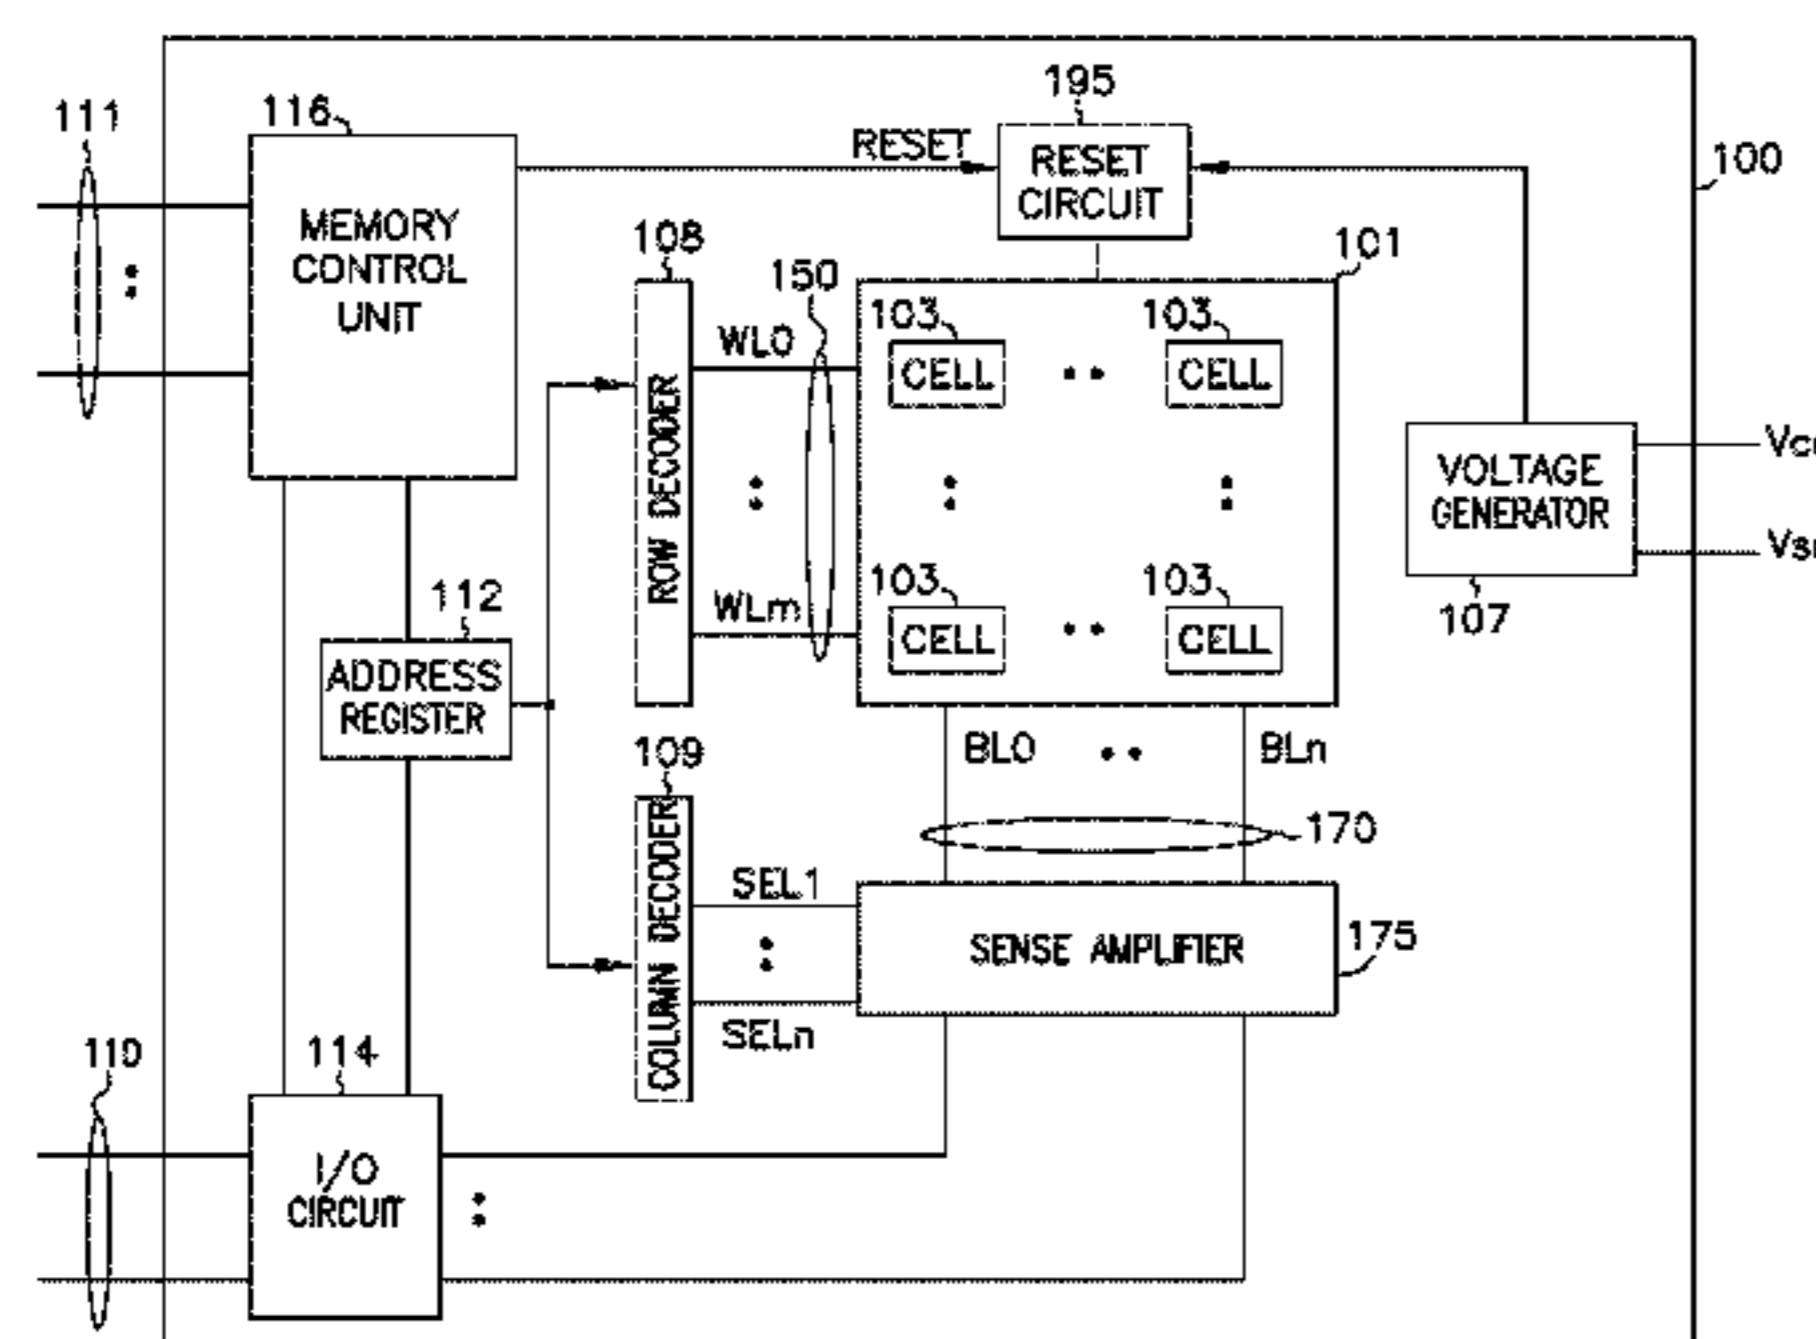 195
111
116
RESET
RESET
CIRCUIT
100
MEMORY
CONTROL
UNIT
108
150
101
103
103
WL0
CELL
CELL
ROW DECODER
VOLTAGE
GENERATOR
112
WLm
103
103
CELL
CELL
107
ADDRESS
REGISTER
109
BL0
BLn
170
COLUMN DECODER
SEL1
SENSE AMPLIFIER
175
SELn
110
114
I/O
CIRCUIT